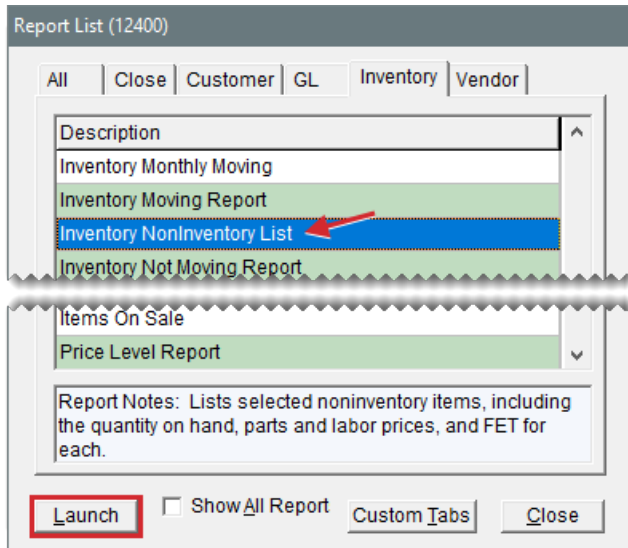 Report List (12400)
All Close Customer GL Inventory Vendor
Description
Inventory Monthly Moving
Inventory Moving Report
Inventory NonInventory List
Inventory Not Moving Report
Items On Sale
Price Level Report
Report Notes:  Lists selected noninventory items, including
the quantity on hand, parts and labor prices, and FET for
each.
Launch Show All Report Custom Tabs Close